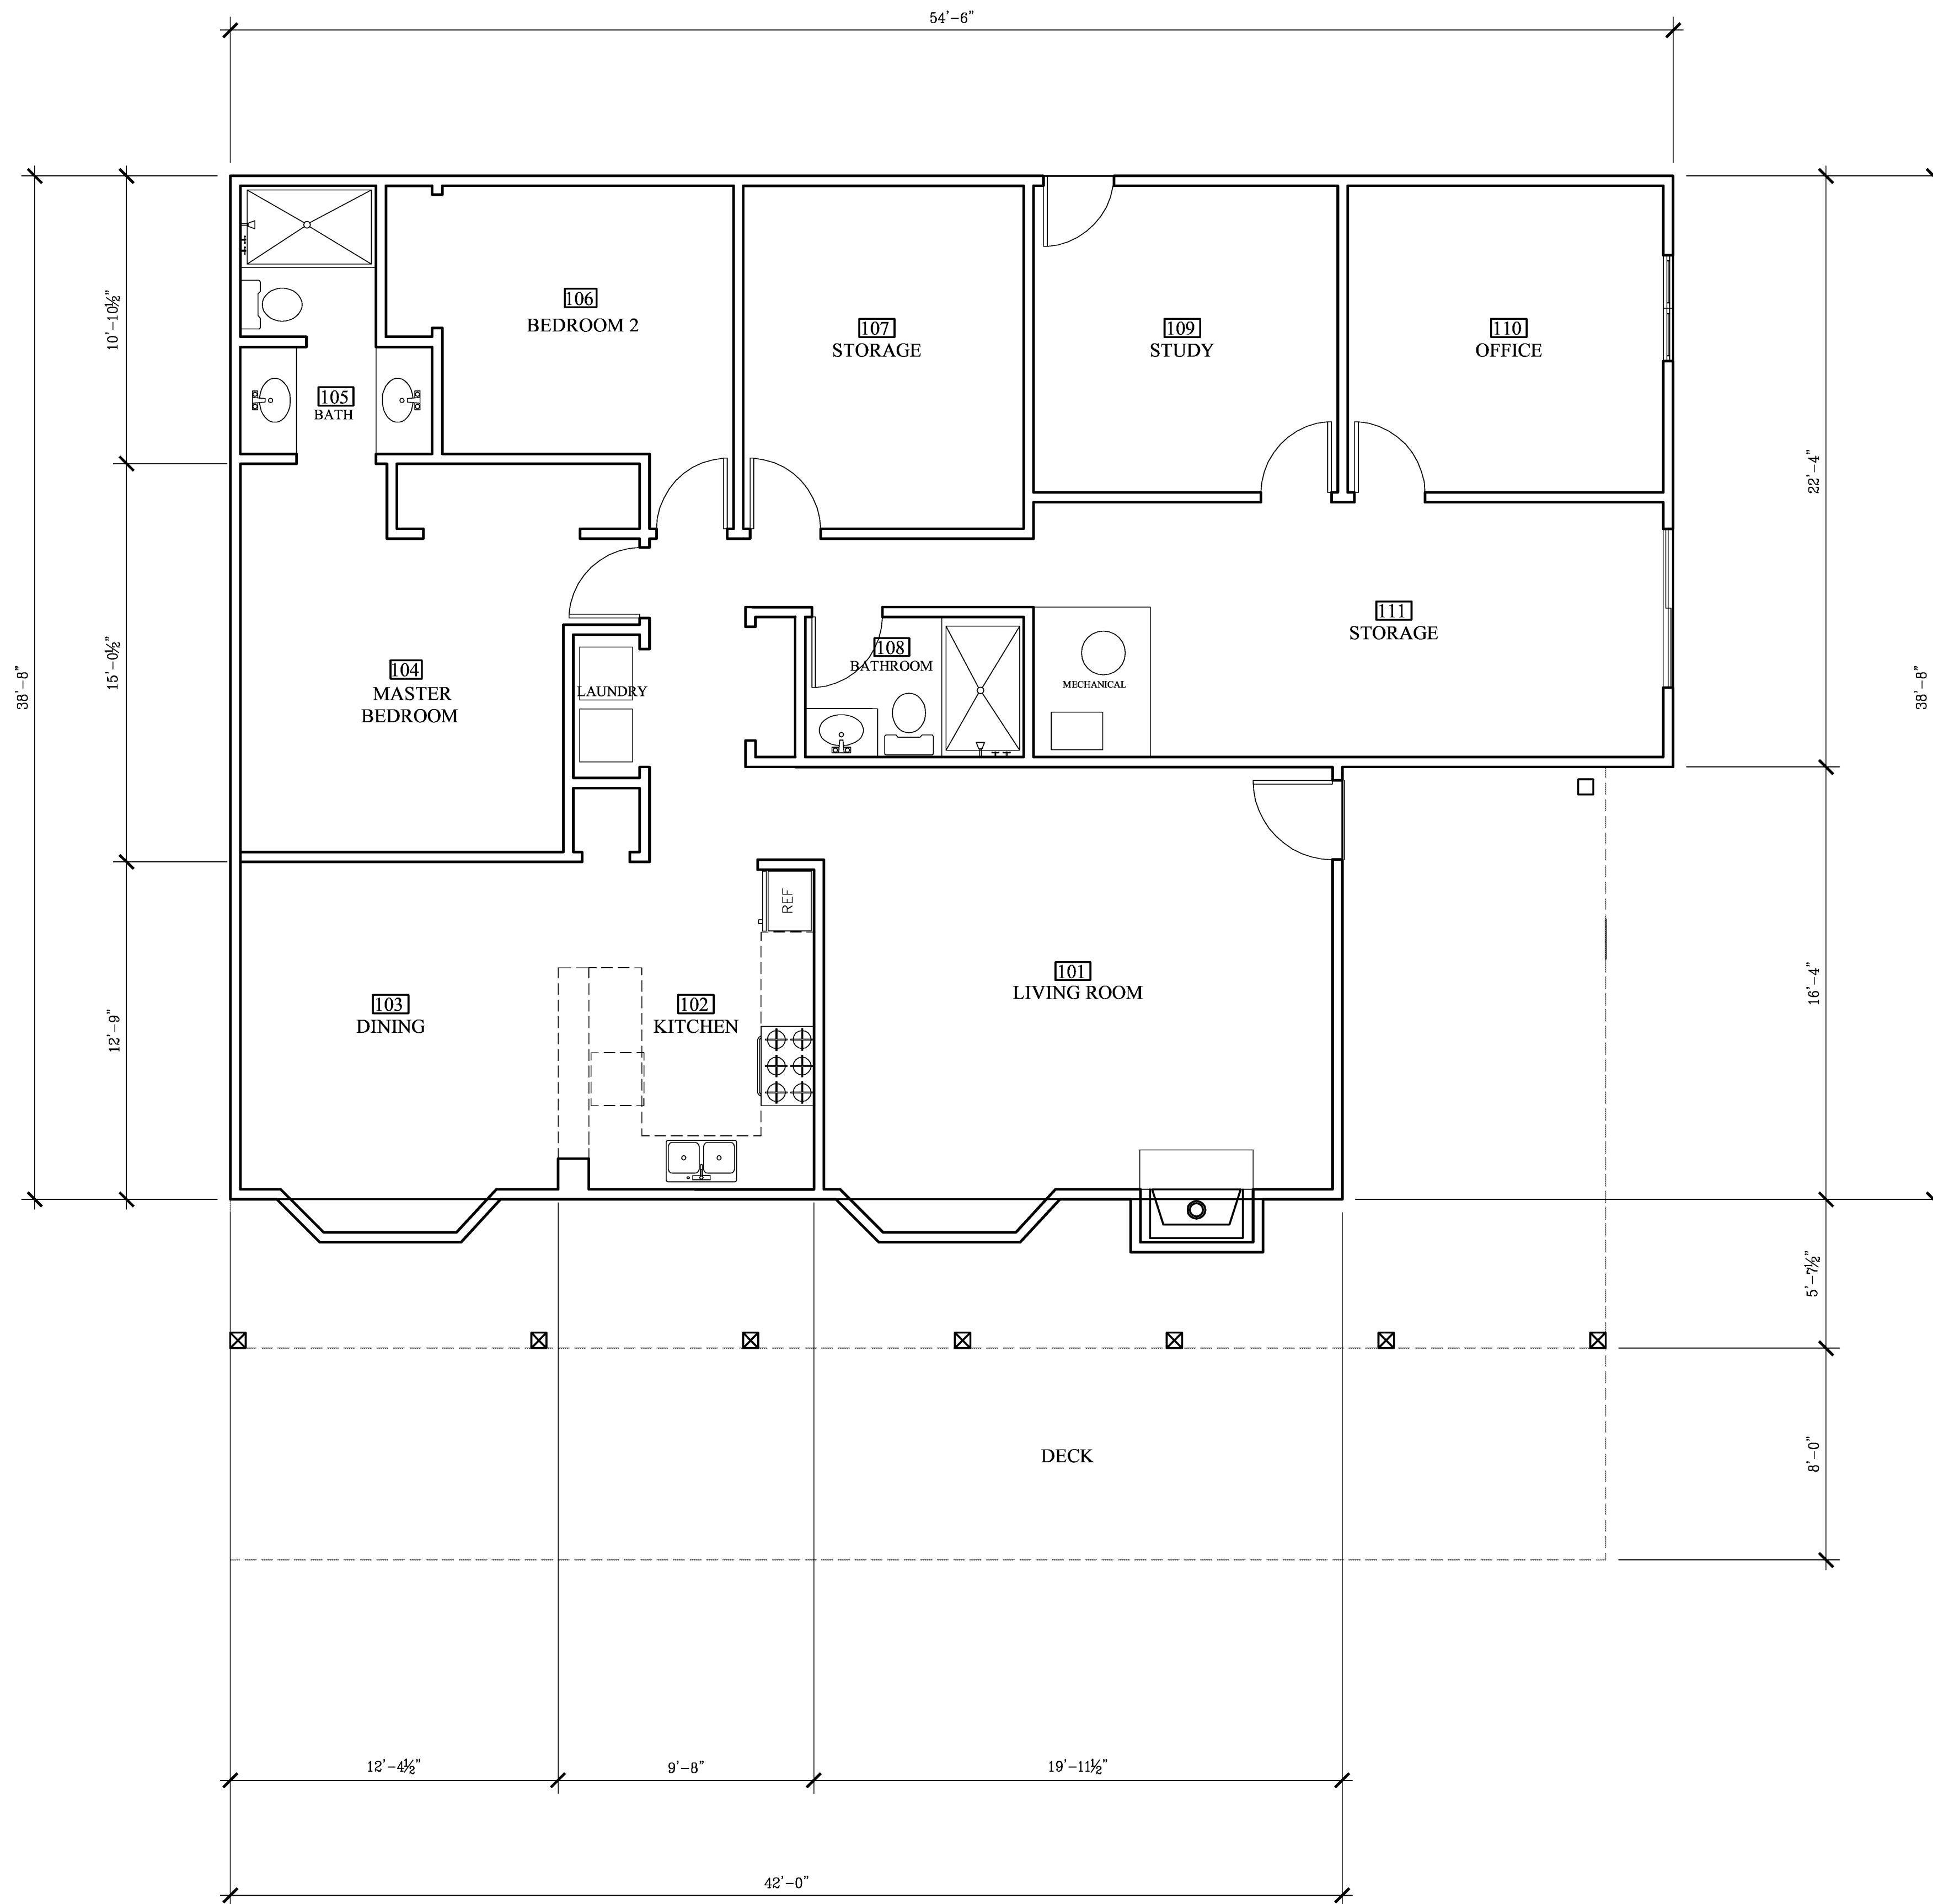 54'-6"
106
BEDROOM 2
107
STORAGE
109
STUDY
110
OFFICE
10'-10½"
105
BATH
22'-4"
38'-8"
15'-0½"
104
MASTER
BEDROOM
LAUNDRY
108
BATHROOM
MECHANICAL
111
STORAGE
38'-8"
REF
101
LIVING ROOM
103
DINING
102
KITCHEN
12'-9"
16'-4"
5'-7½"
DECK
8'-0"
12'-4½"
9'-8"
19'-11½"
42'-0"